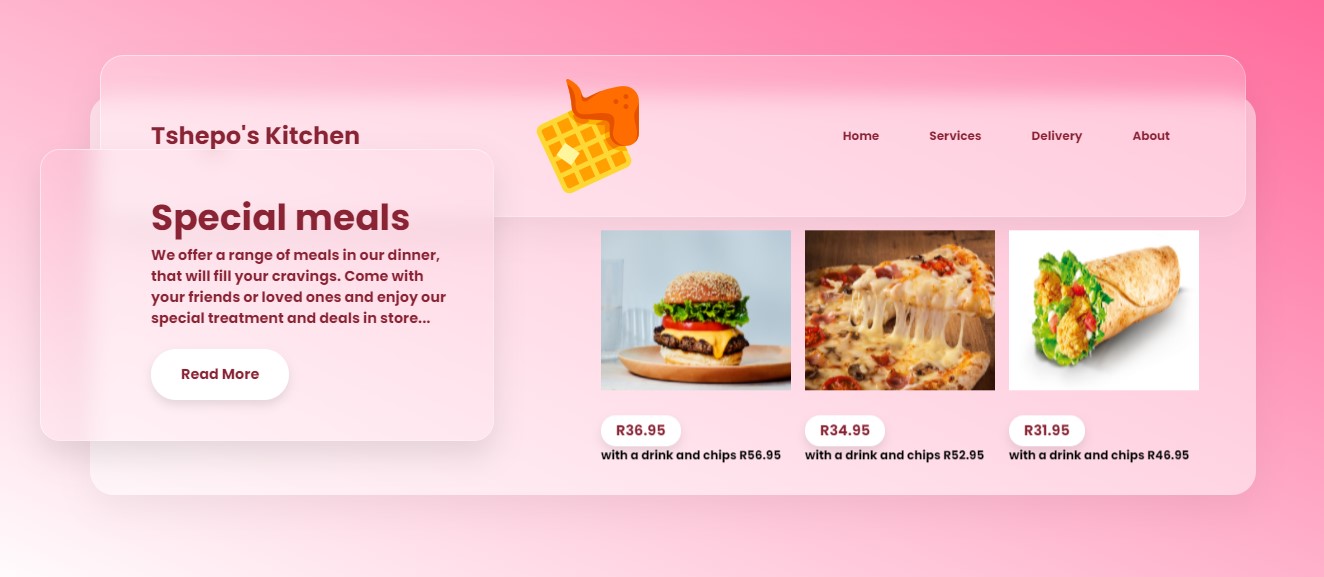 Tshepo's Kitchen
Home
Services
Delivery
About
Special meals
We offer a range of meals in our dinner,
that will fill your cravings. Come with
your friends or loved ones and enjoy our
special treatment and deals in store...
Read More
R36.95
with a drink and chips R56.95
R34.95
with a drink and chips R52.95
R31.95
with a drink and chips R46.95